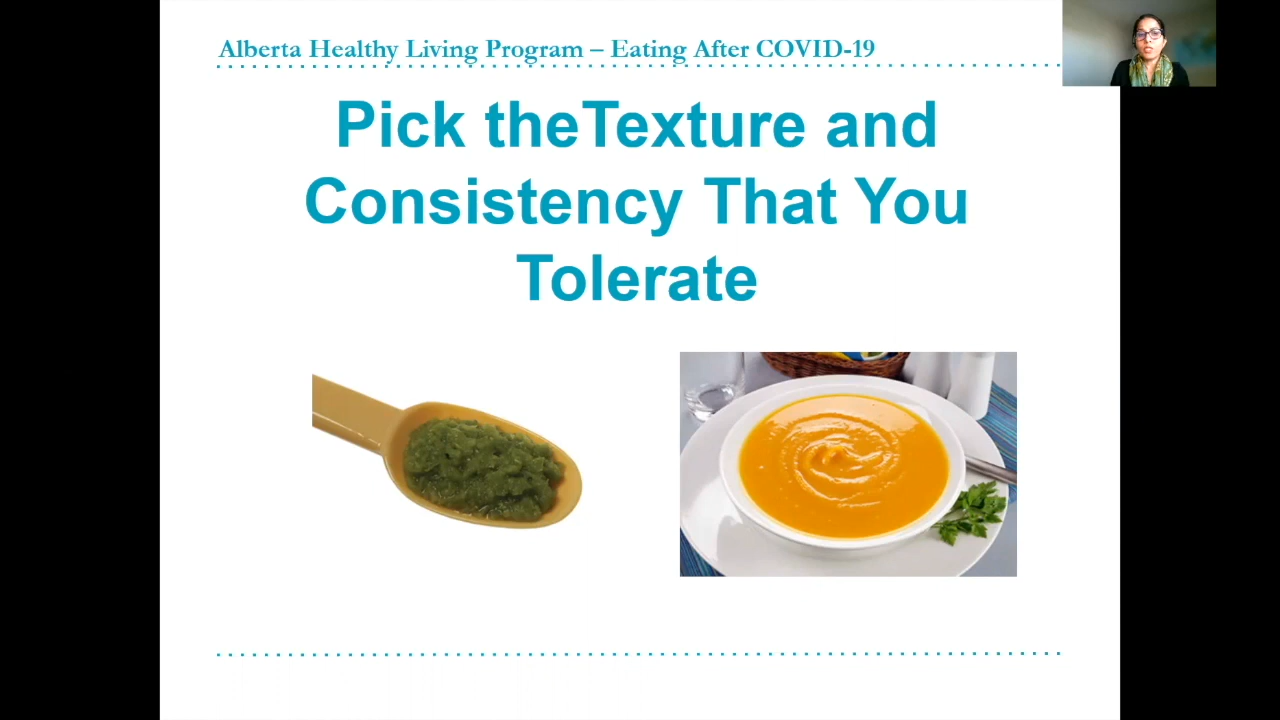 Alberta Healthy Living Program – Eating After COVID-19
Pick theTexture and
Consistency That You
Tolerate